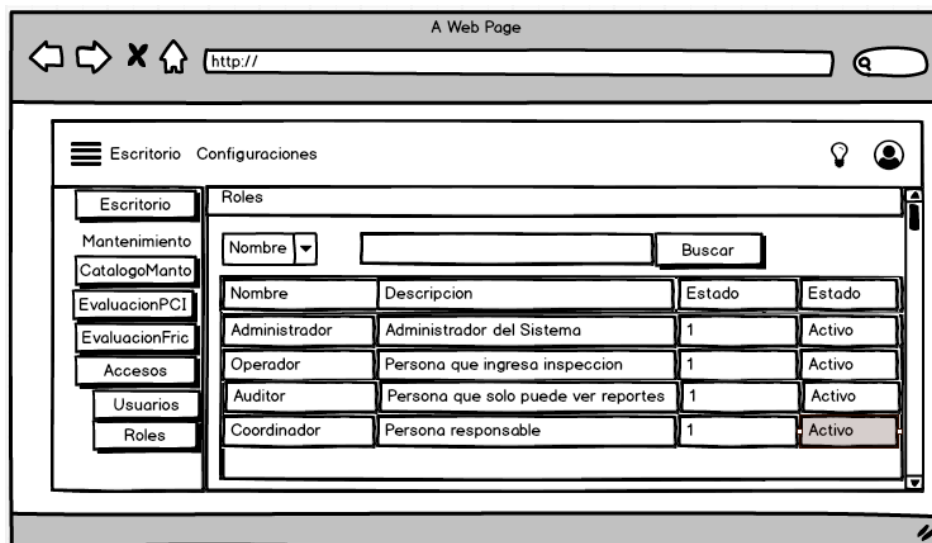 A Web Page
http://
Escritorio Configuraciones
Escritorio
Mantenimiento
CatalogoManto
EvaluacionPCI
EvaluacionFric
Accesos
Usuarios
Roles
Roles
Nombre Buscar
Nombre Descripcion Estado Estado
Administrador Administrador del Sistema 1 Activo
Operador Persona que ingresa inspeccion 1 Activo
Auditor Persona que solo puede ver reportes 1 Activo
Coordinador Persona responsable 1 Activo